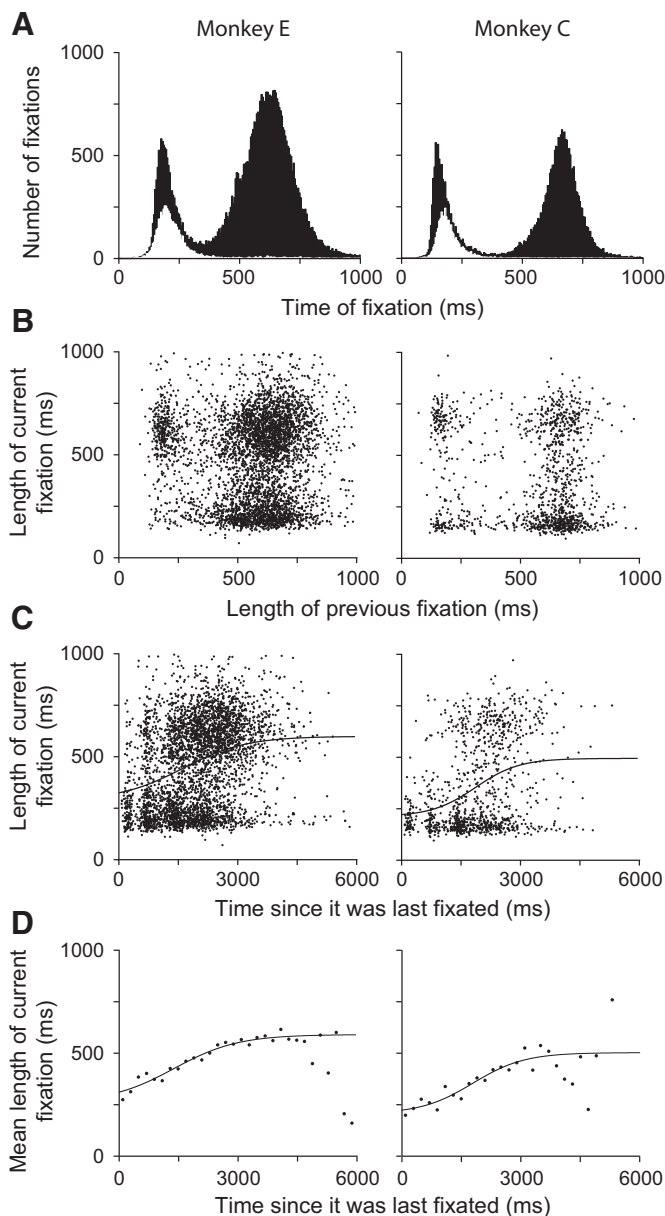 A
Monkey E
Monkey C
Number of fixations
1000
500
0
0
500
1000
0
500
1000
Time of fixation (ms)
B
Length of current
fixation (ms)
1000
500
0
0
500
1000
0
500
1000
Length of previous fixation (ms)
C
Length of current
fixation (ms)
1000
500
0
0
3000
6000
0
3000
6000
Time since it was last fixated (ms)
D
Mean length of current
fixation (ms)
1000
500
0
0
3000
6000
0
3000
6000
Time since it was last fixated (ms)